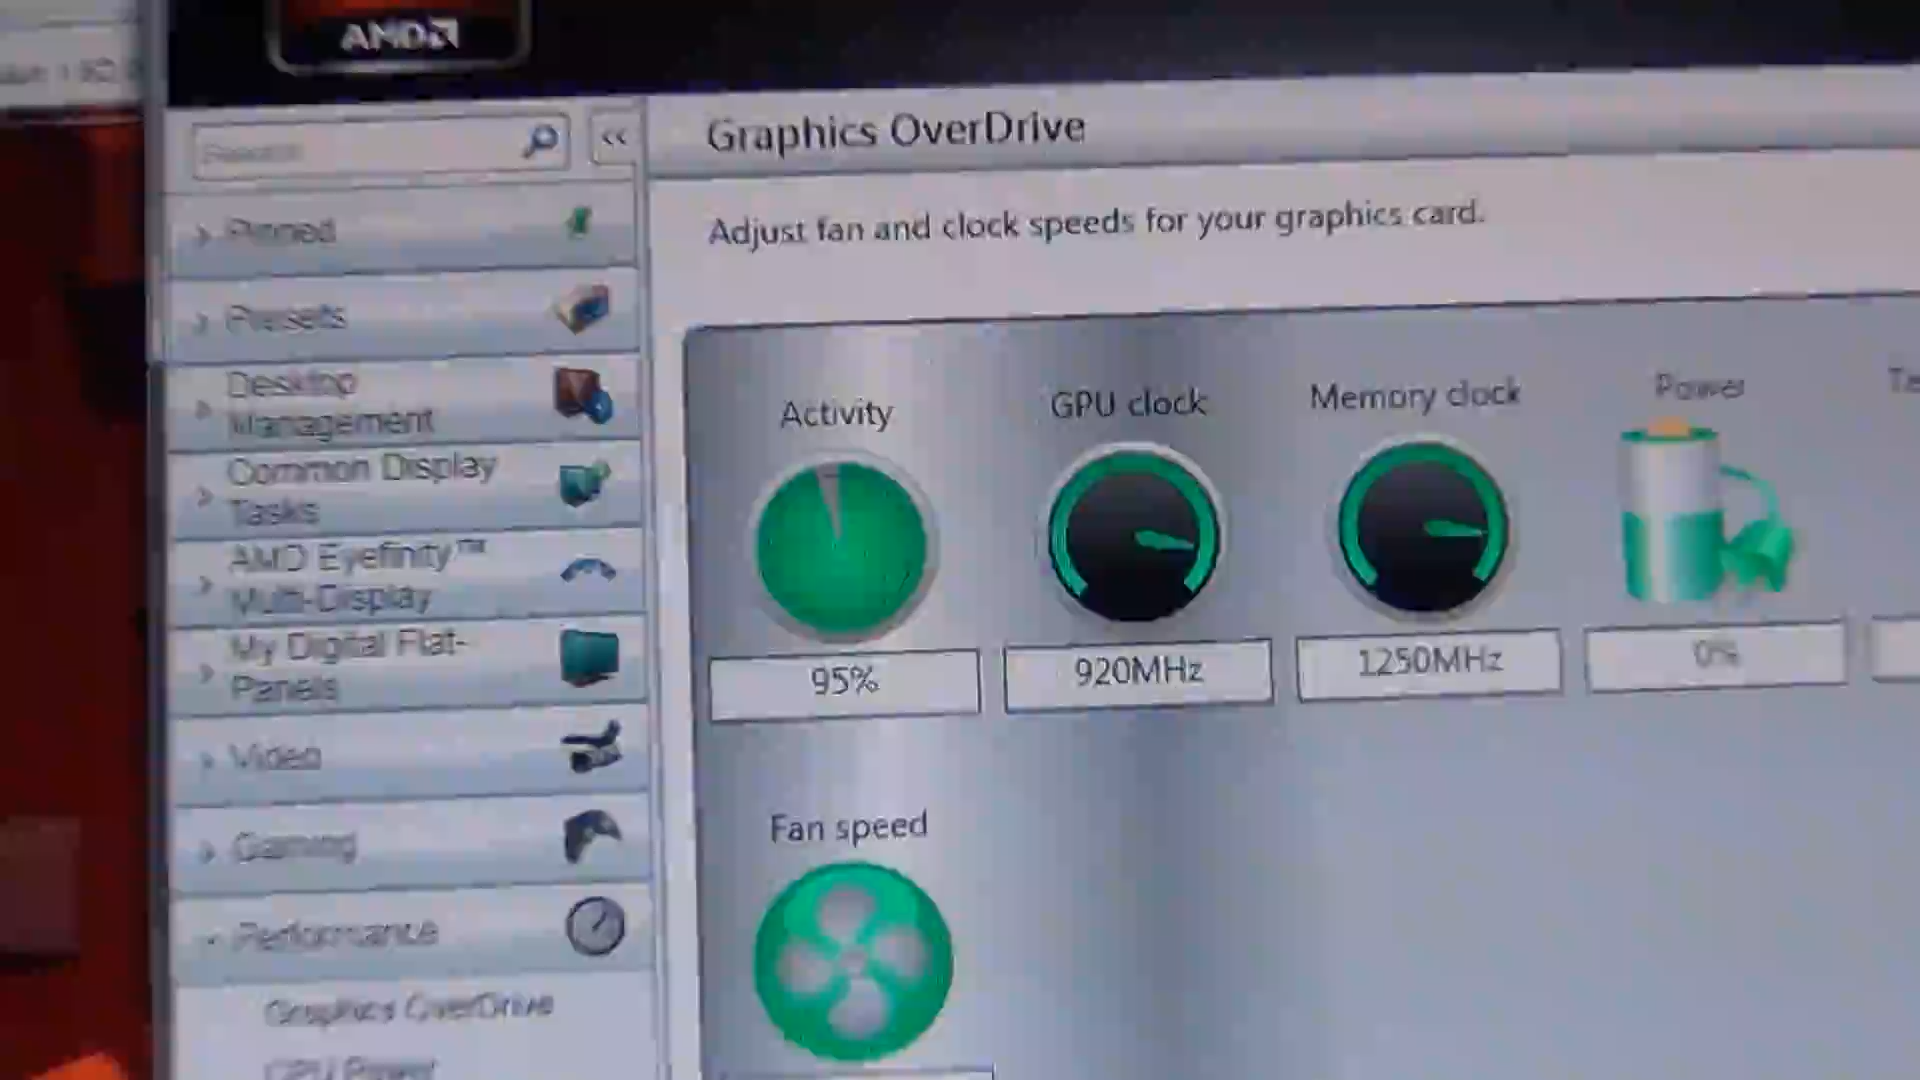 AMD
<<
Graphics OverDrive
Adjust fan and clock speeds for your graphics card.
Pinned
Presets
Desktop
Management
Common Display
Tasks
AMD Eyefinity™
Multi-Display
My Digital Flat-
Panels
Video
Gaming
Performance
Graphics OverDrive
Activity
GPU clock
Memory clock
Power
95%
920MHz
1250MHz
0%
Fan speed